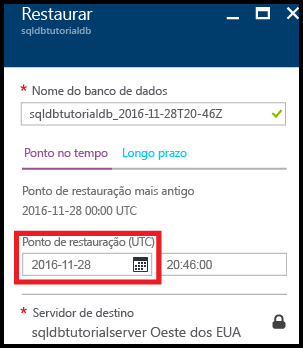 Restaurar
sqldbtutorialdb
* Nome do banco de dados
sqldbtutorialdb_2016-11-28T20-46Z
Ponto no tempo Longo prazo
Ponto de restauração mais antigo
2016-11-28 00:00 UTC
Ponto de restauração (UTC)
2016-11-28 20:46:00
* Servidor de destino
sqldbtutorialserver Oeste dos EUA